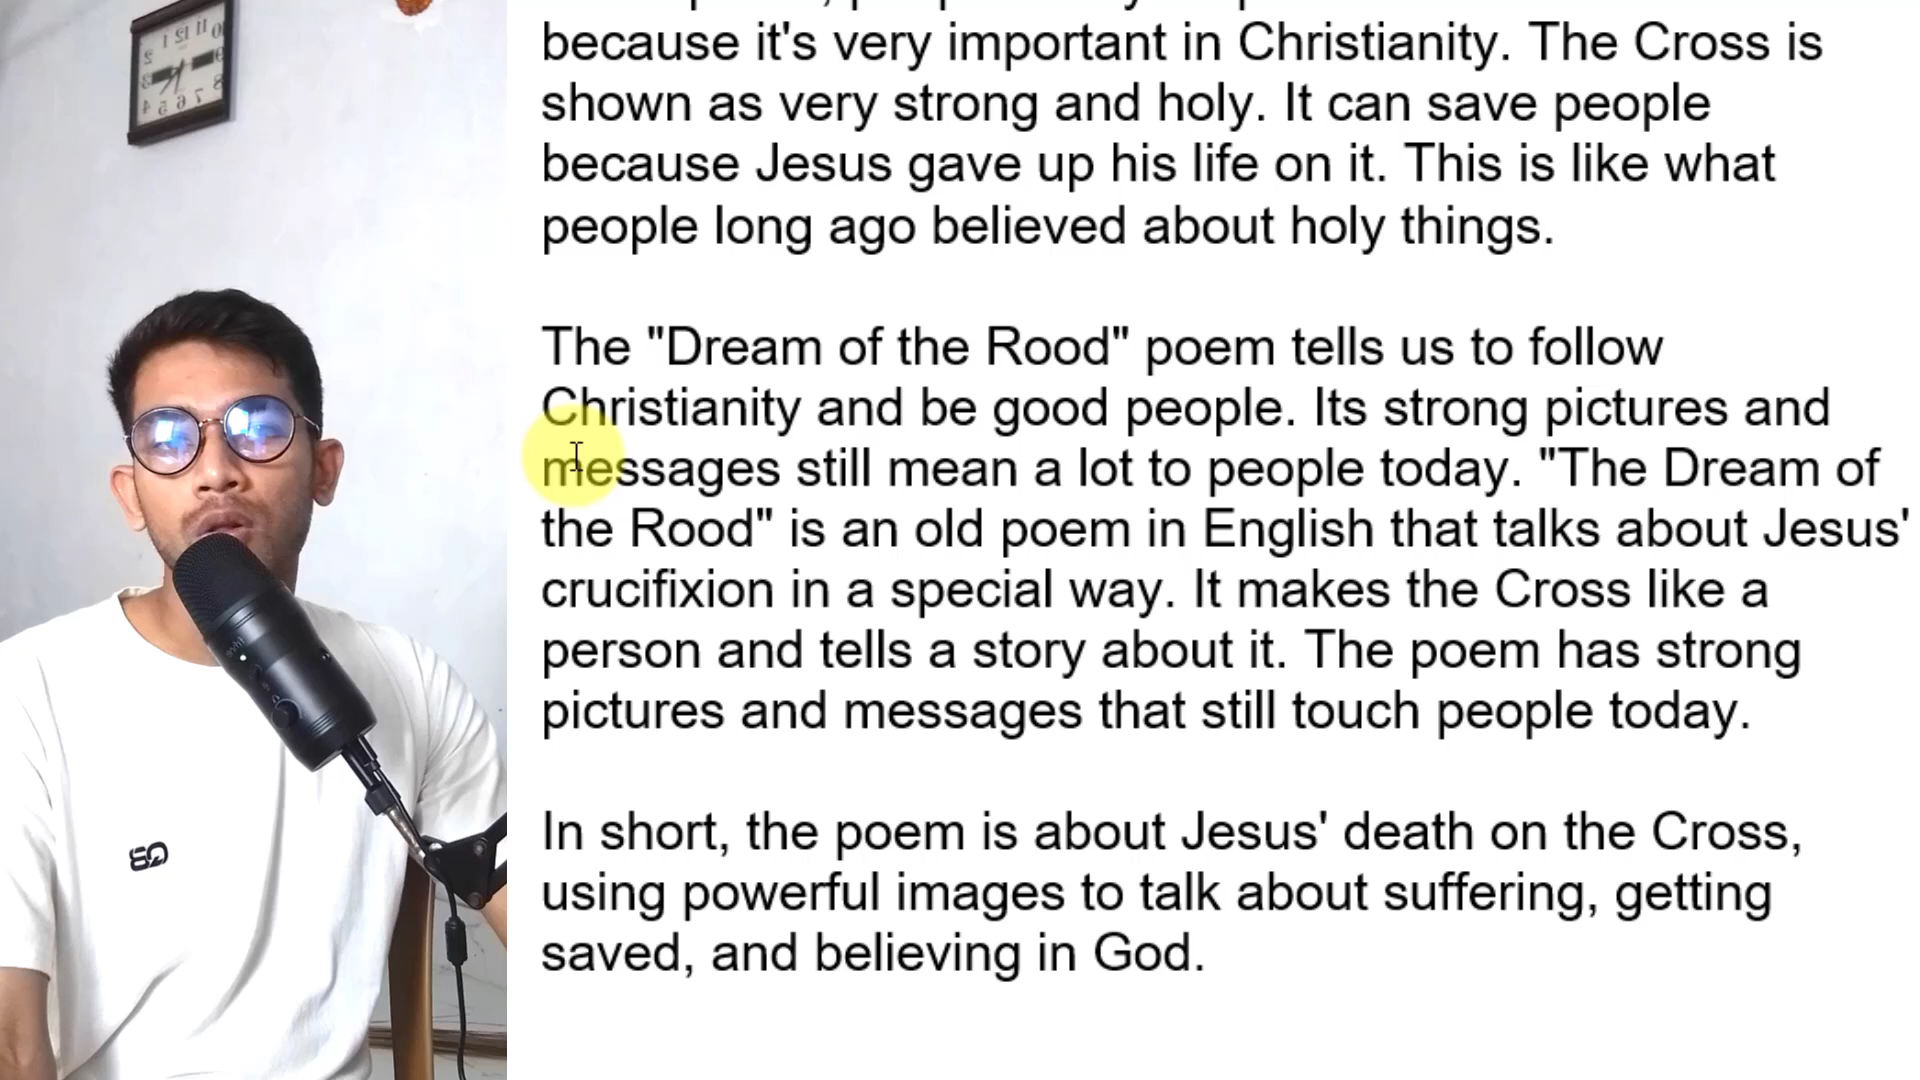 because it's very important in Christianity. The Cross is
shown as very strong and holy. It can save people
because Jesus gave up his life on it. This is like what
people long ago believed about holy things.
The "Dream of the Rood" poem tells us to follow
Christianity and be good people. Its strong pictures and
messages still mean a lot to people today. "The Dream of
the Rood" is an old poem in English that talks about Jesus'
crucifixion in a special way. It makes the Cross like a
person and tells a story about it. The poem has strong
pictures and messages that still touch people today.
In short, the poem is about Jesus' death on the Cross,
using powerful images to talk about suffering, getting
saved, and believing in God.